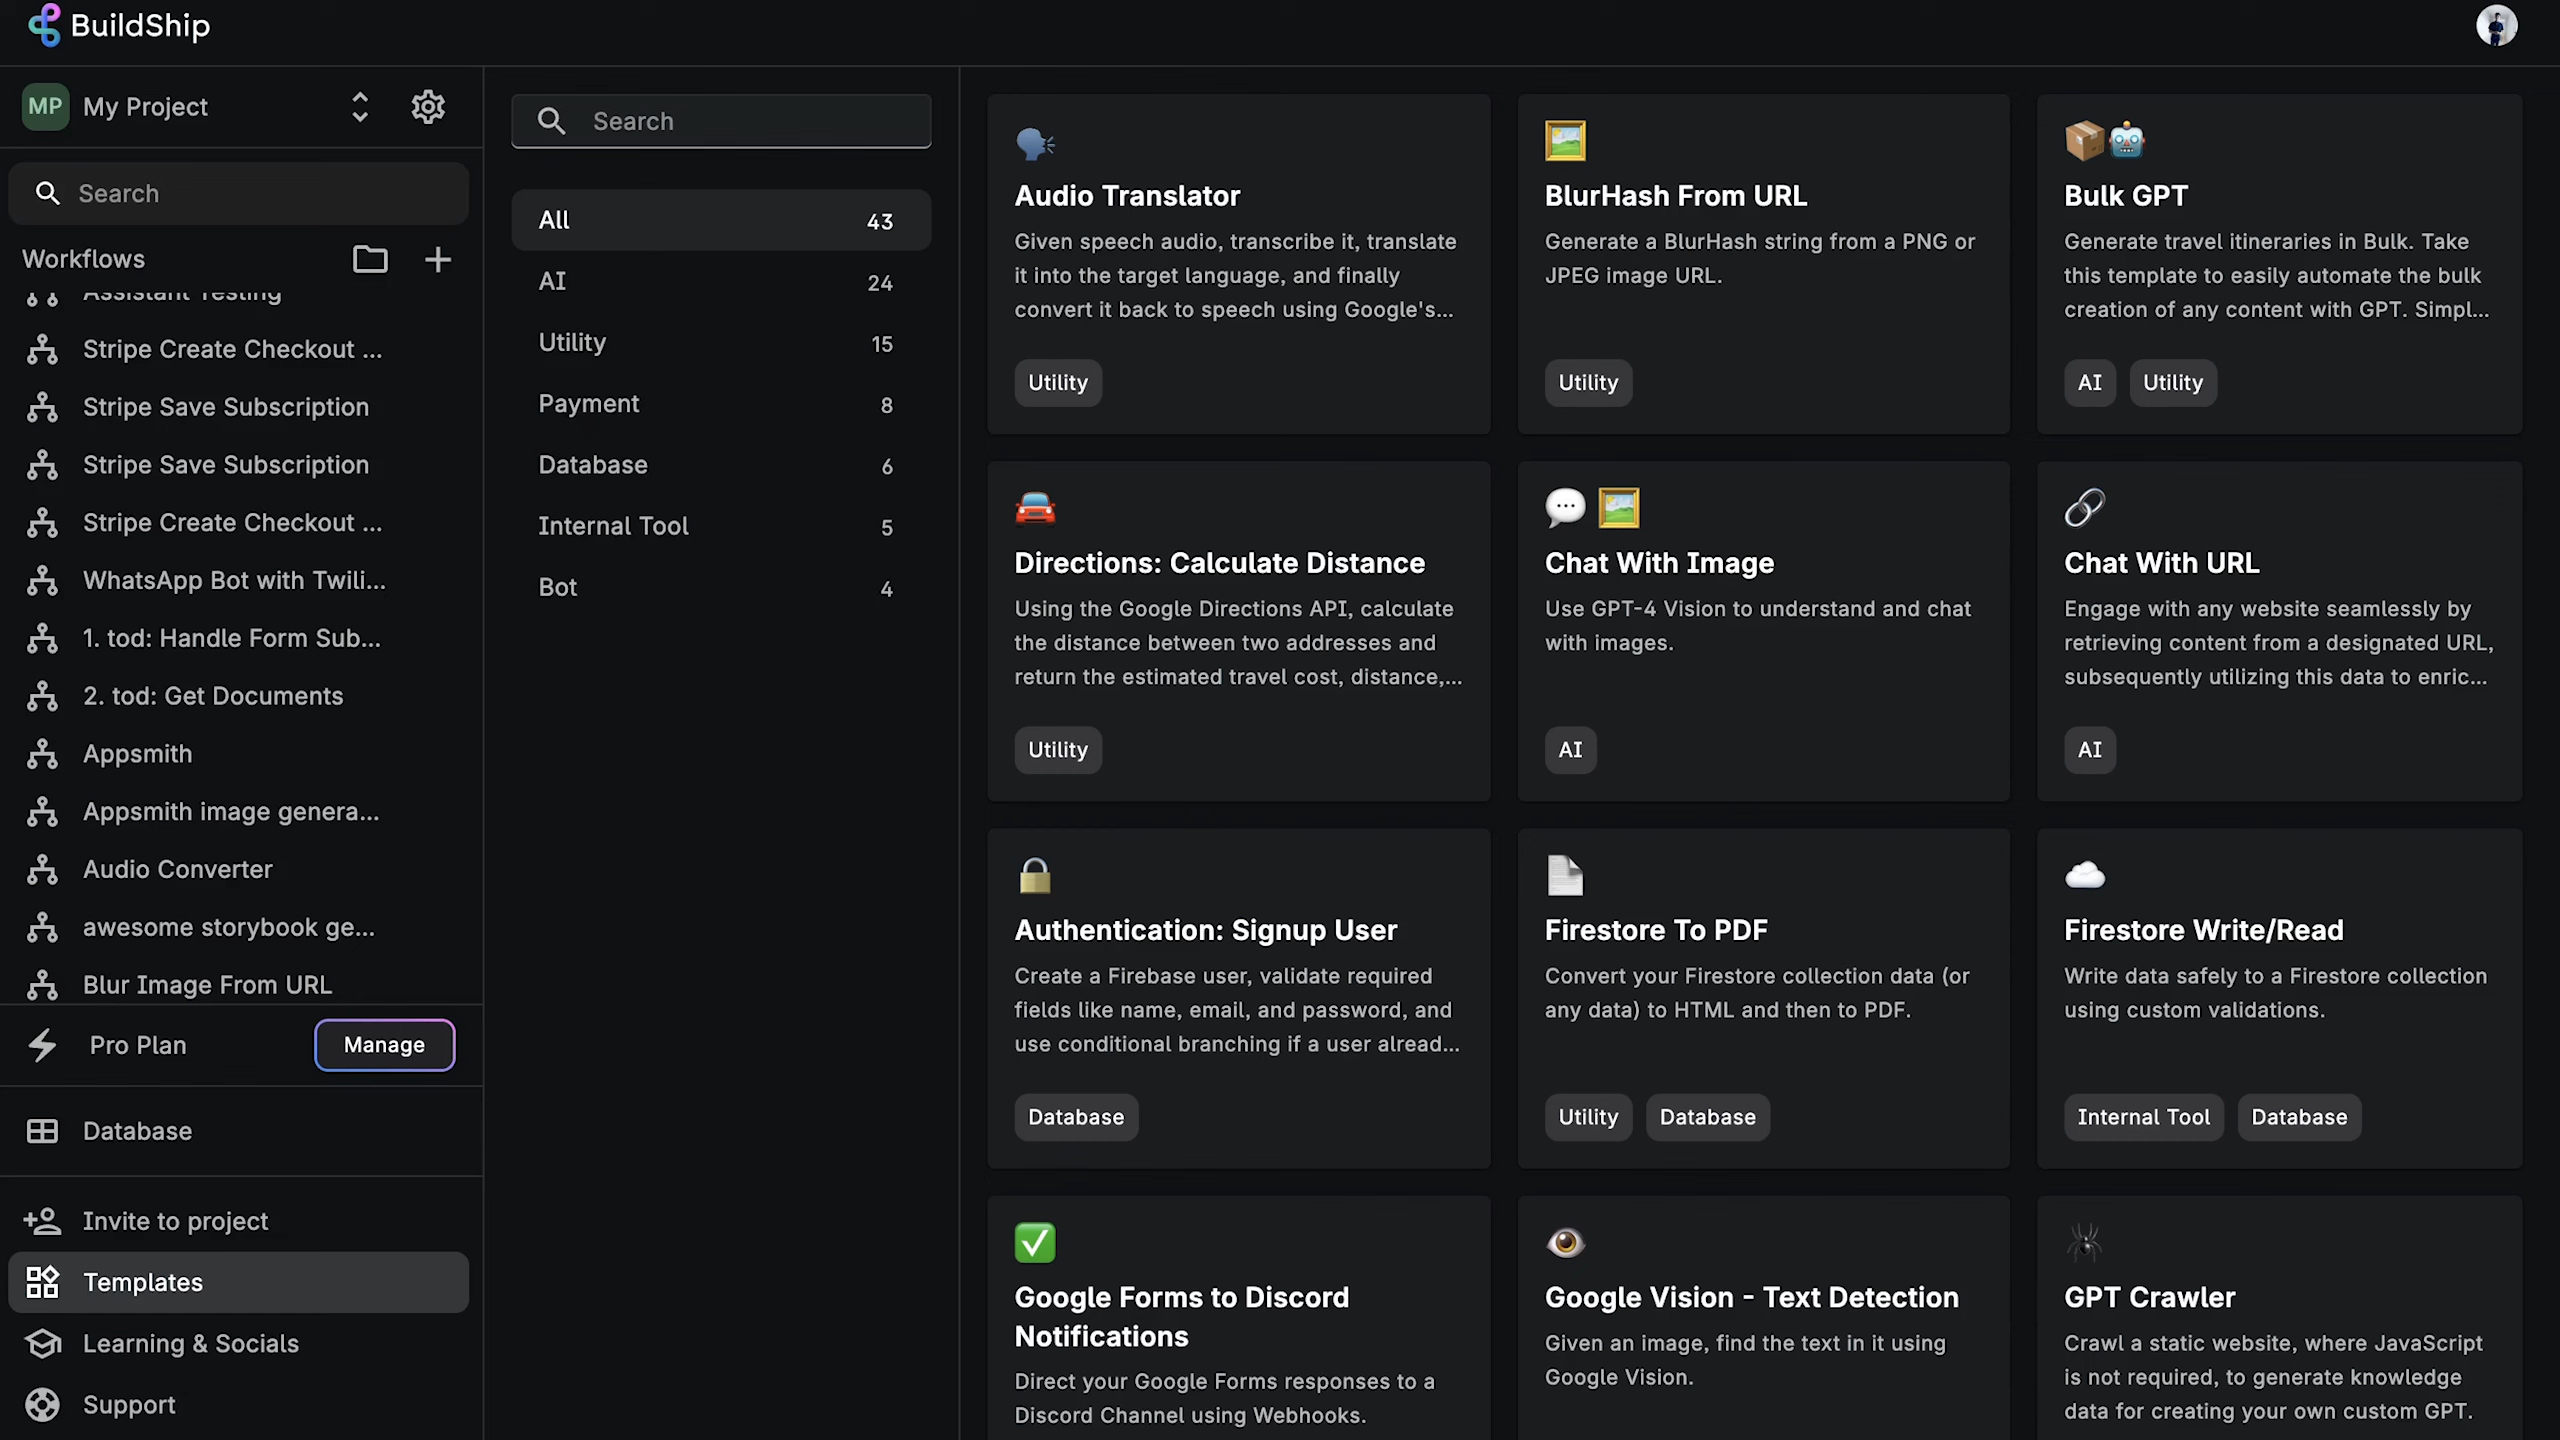 BuildShip
MP My Project
Search
Workflows
Assistant Testing
Stripe Create Checkout ...
Stripe Save Subscription
Stripe Save Subscription
Stripe Create Checkout ...
WhatsApp Bot with Twili...
1. tod: Handle Form Sub...
2. tod: Get Documents
Appsmith
Appsmith image genera...
Audio Converter
awesome storybook ge...
Blur Image From URL
Pro Plan Manage
Database
Invite to project
Templates
Learning & Socials
Support
Search
All 43
AI 24
Utility 15
Payment 8
Database 6
Internal Tool 5
Bot 4
Audio Translator
Given speech audio, transcribe it, translate
it into the target language, and finally
convert it back to speech using Google's...
Utility
BlurHash From URL
Generate a BlurHash string from a PNG or
JPEG image URL.
Utility
Bulk GPT
Generate travel itineraries in Bulk. Take
this template to easily automate the bulk
creation of any content with GPT. Simpl...
AI Utility
Directions: Calculate Distance
Using the Google Directions API, calculate
the distance between two addresses and
return the estimated travel cost, distance,...
Utility
Chat With Image
Use GPT-4 Vision to understand and chat
with images.
AI
Chat With URL
Engage with any website seamlessly by
retrieving content from a designated URL,
subsequently utilizing this data to enric...
AI
Authentication: Signup User
Create a Firebase user, validate required
fields like name, email, and password, and
use conditional branching if a user alread...
Database
Firestore To PDF
Convert your Firestore collection data (or
any data) to HTML and then to PDF.
Utility Database
Firestore Write/Read
Write data safely to a Firestore collection
using custom validations.
Internal Tool Database
Google Forms to Discord
Notifications
Direct your Google Forms responses to a
Discord Channel using Webhooks.
Google Vision - Text Detection
Given an image, find the text in it using
Google Vision.
GPT Crawler
Crawl a static website, where JavaScript
is not required, to generate knowledge
data for creating your own custom GPT.